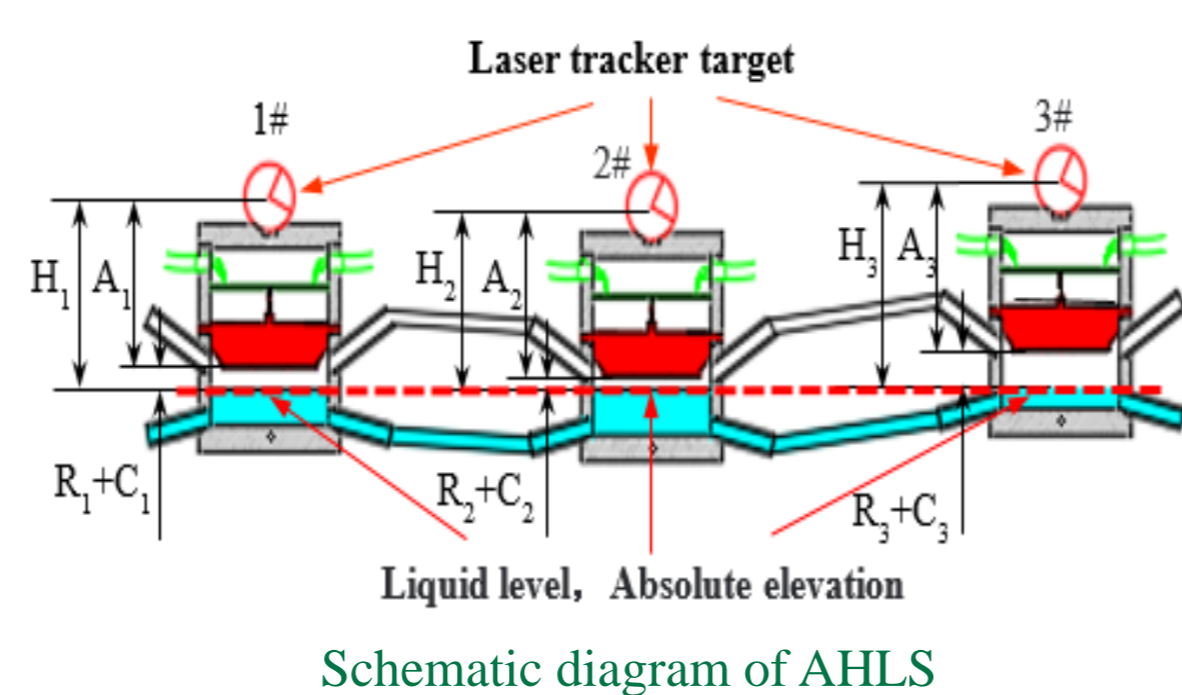 Laser tracker target
1#
2#
3#
H₁ A₁
H₂ A₂
H₃ A₃
R₁+C₁
R₂+C₂
R₃+C₃
Liquid level，Absolute elevation
Schematic diagram of AHLS